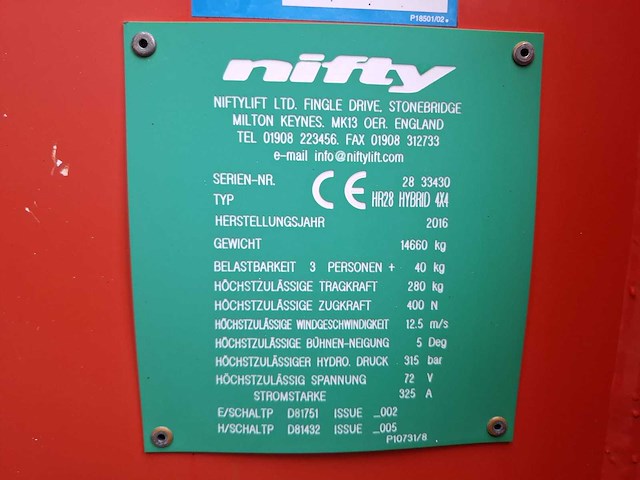 P18501/02
nifty
NIFTYLIFT LTD. FINGLE DRIVE. STONEBRIDGE
MILTON KEYNES. MK13 OER. ENGLAND
TEL 01908 223456. FAX 01908 312733
e-mail info@niftylift.com
SERIEN-NR. CE 28 33430
TYP HR28 HYBRID 4X4
HERSTELLUNGSJAHR 2016
GEWICHT 14660 kg
BELASTBARKEIT 3 PERSONEN + 40 kg
HÖCHSTZULÄSSIGE TRAGKRAFT 280 kg
HÖCHSTZULÄSSIGE ZUGKRAFT 400 N
HÖCHSTZULÄSSIGE WINDGESCHWINDIGKEIT 12.5 m/s
HÖCHSTZULÄSSIGE BÜHNEN-NEIGUNG 5 Deg
HÖCHSTZULÄSSIGER HYDRO. DRUCK 315 bar
HÖCHSTZULÄSSIG SPANNUNG 72 V
STROMSTARKE 325 A
E/SCHALTP D81751 ISSUE _002
H/SCHALTP D81432 ISSUE _005
P10731/8